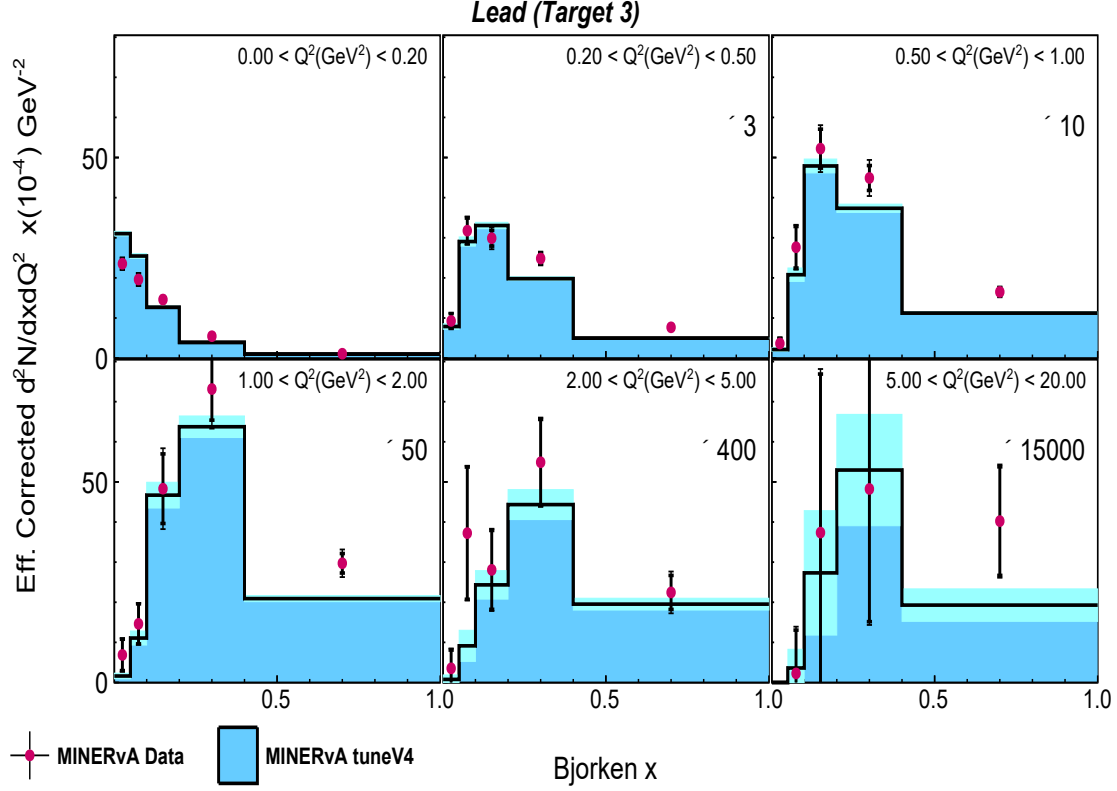 Lead (Target 3)
Eff. Corrected d²N/dxdQ² x(10⁻⁴) GeV⁻²
0.00 < Q²(GeV²) < 0.20
0.20 < Q²(GeV²) < 0.50
0.50 < Q²(GeV²) < 1.00
´ 3
´ 10
50
0
1.00 < Q²(GeV²) < 2.00
2.00 < Q²(GeV²) < 5.00
5.00 < Q²(GeV²) < 20.00
´ 50
´ 400
´ 15000
50
0
0.5 1.0 0.5 1.0 0.5 1.0
MINERvA Data
MINERvA tuneV4
Bjorken x